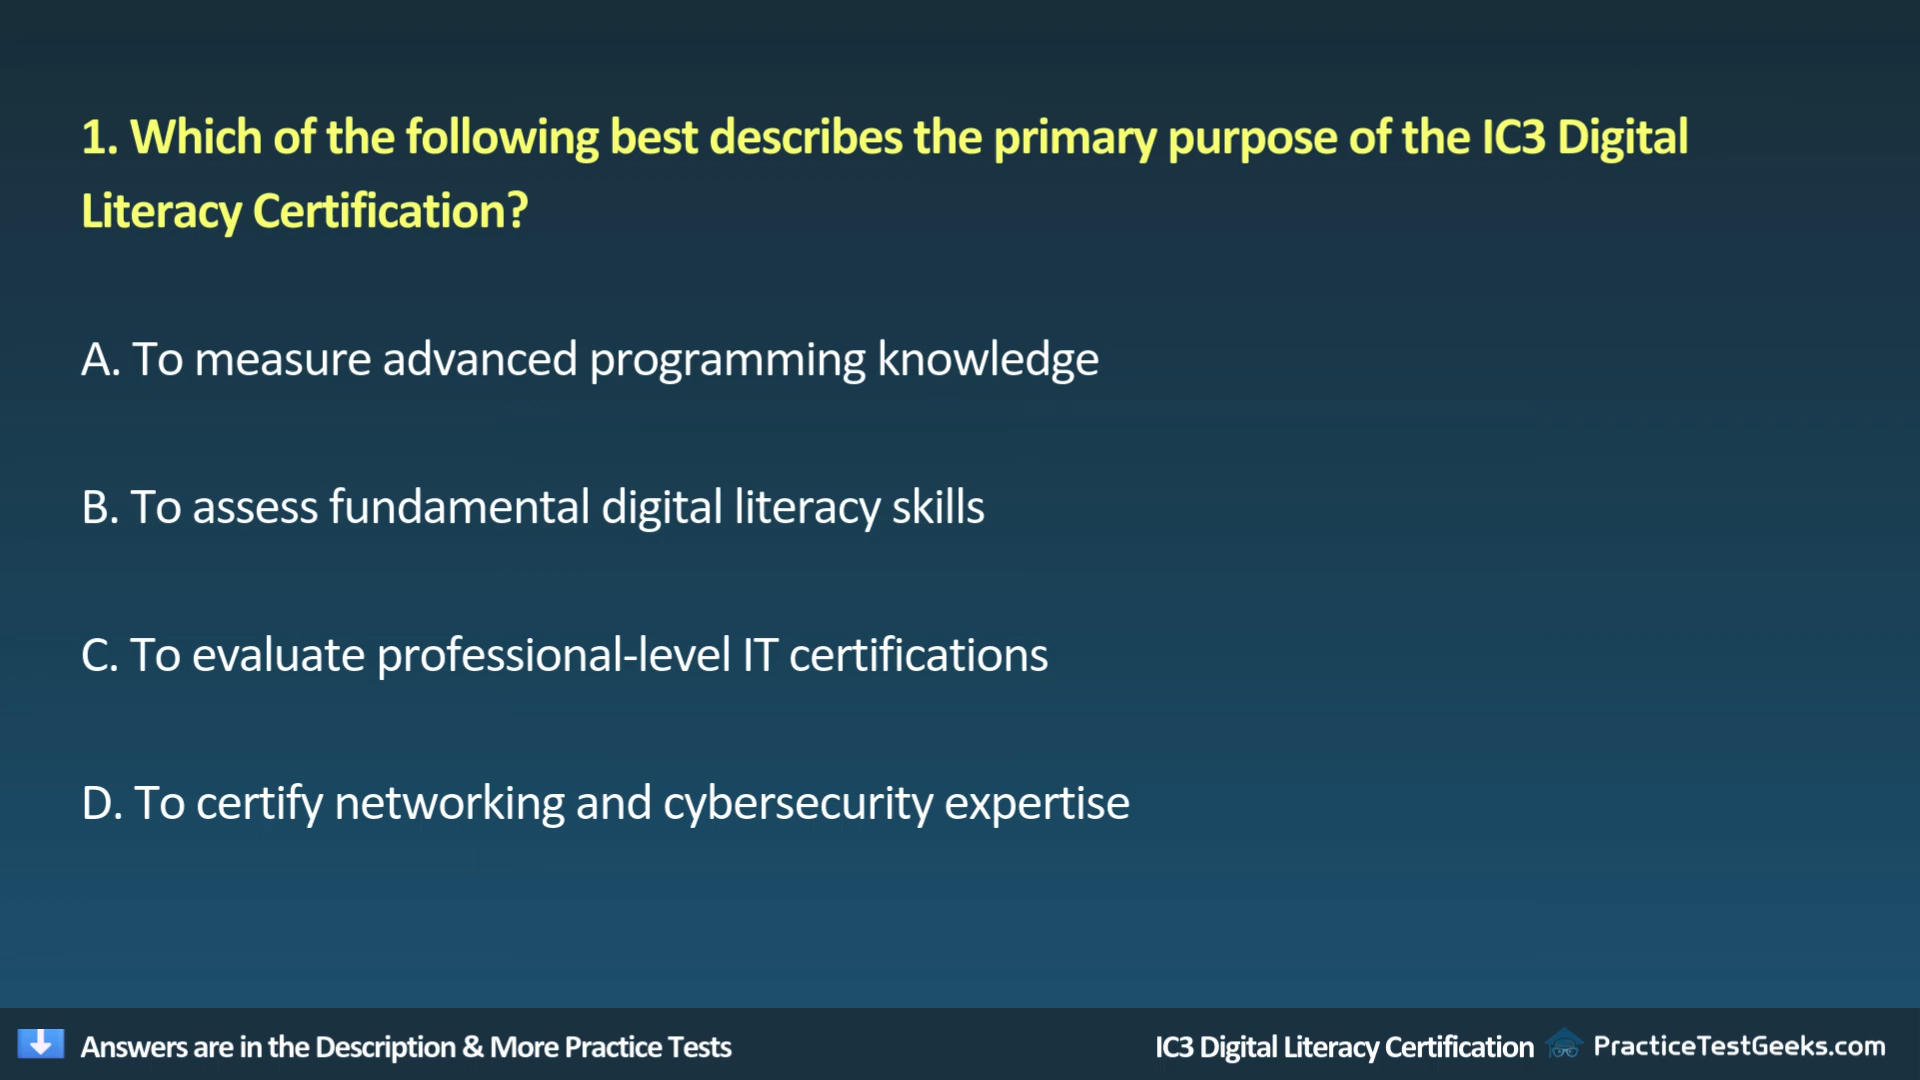 1. Which of the following best describes the primary purpose of the IC3 Digital
Literacy Certification?
A. To measure advanced programming knowledge
B. To assess fundamental digital literacy skills
C. To evaluate professional-level IT certifications
D. To certify networking and cybersecurity expertise
Answers are in the Description & More Practice Tests
IC3 Digital Literacy Certification
PracticeTestGeeks.com